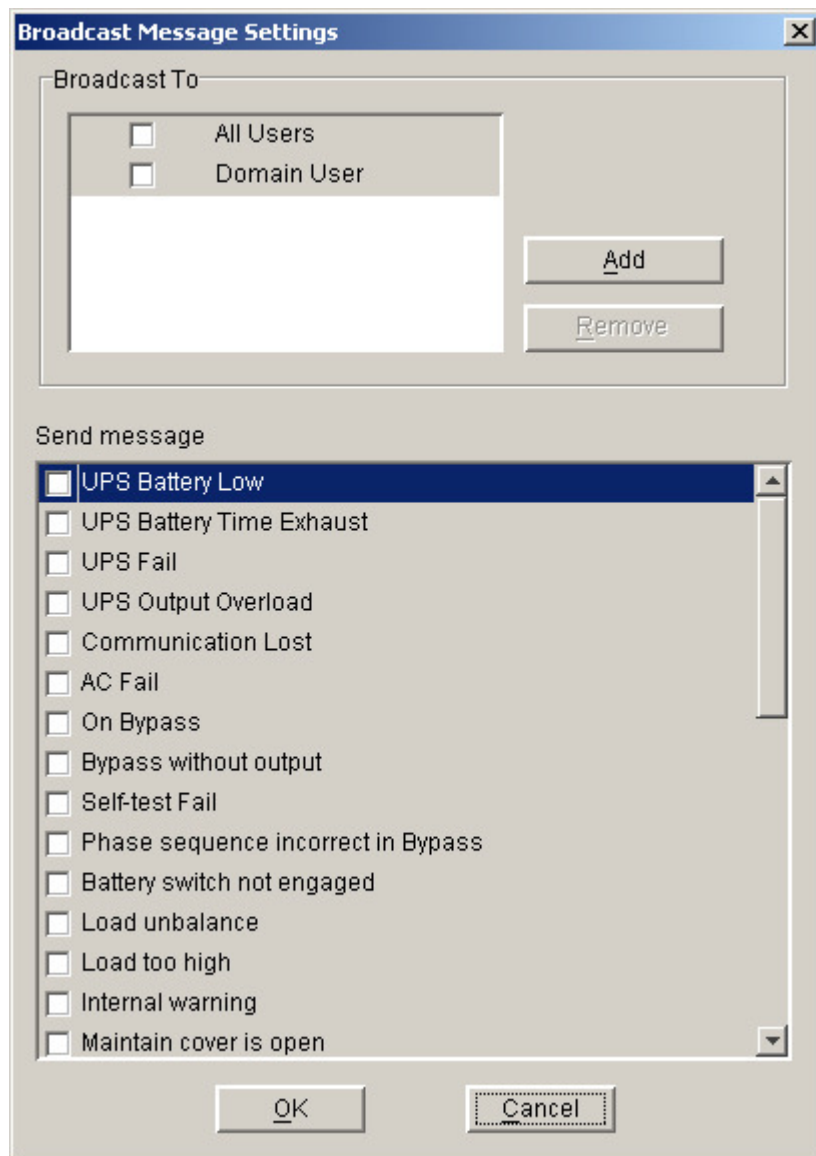 Broadcast Message Settings
Broadcast To
All Users
Domain User
Add
Remove
Send message
UPS Battery Low
UPS Battery Time Exhaust
UPS Fail
UPS Output Overload
Communication Lost
AC Fail
On Bypass
Bypass without output
Self-test Fail
Phase sequence incorrect in Bypass
Battery switch not engaged
Load unbalance
Load too high
Internal warning
Maintain cover is open
OK
Cancel